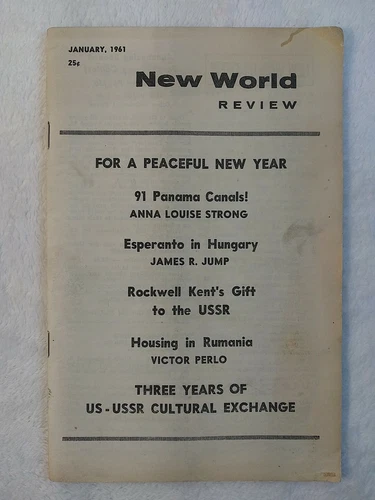 JANUARY, 1961
25¢
New World
REVIEW
FOR A PEACEFUL NEW YEAR
91 Panama Canals!
ANNA LOUISE STRONG
Esperanto in Hungary
JAMES R. JUMP
Rockwell Kent's Gift
to the USSR
Housing in Rumania
VICTOR PERLO
THREE YEARS OF
US-USSR CULTURAL EXCHANGE